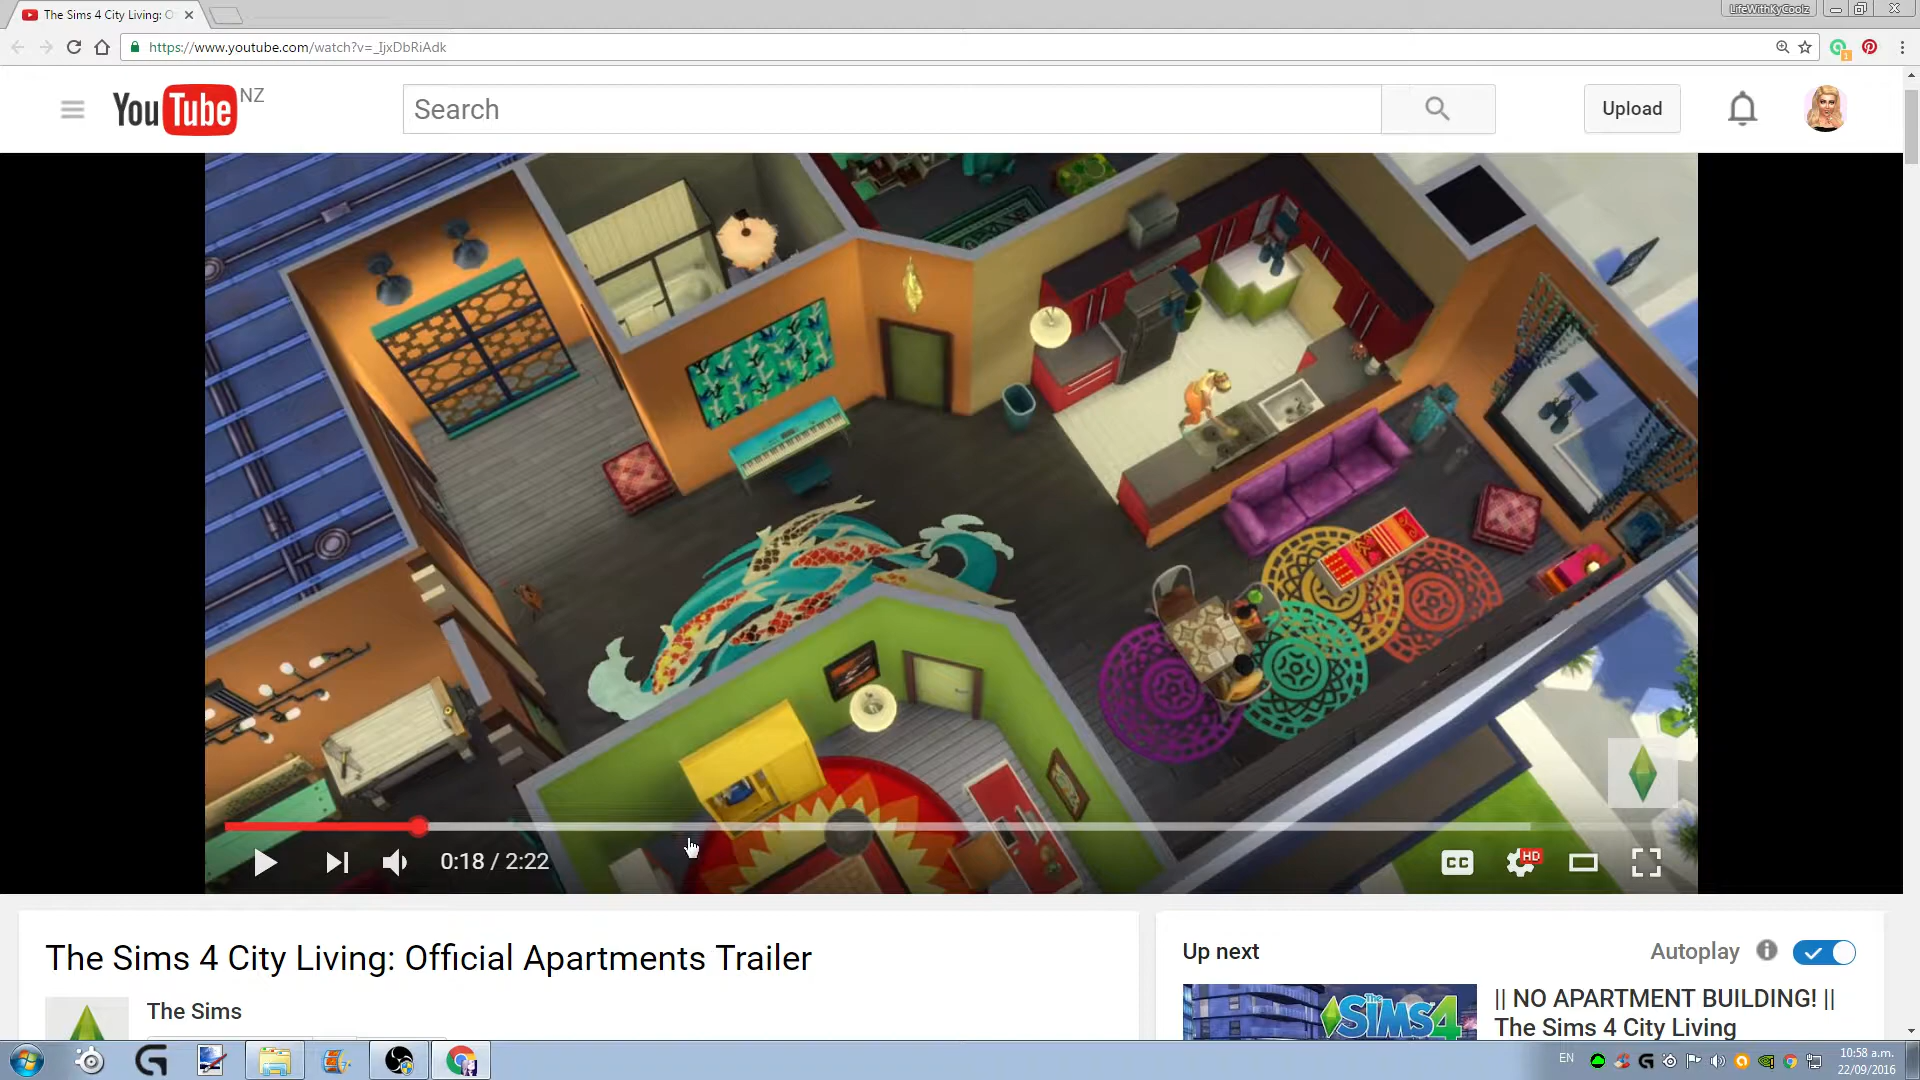 The Sims 4 City Living: O
LifeWithKyCoolz
https://www.youtube.com/watch?v=_IjxDbRiAdk
1
YouTube NZ
Search
Upload
0:18 / 2:22
CC
HD
The Sims 4 City Living: Official Apartments Trailer
The Sims
Up next
Autoplay
THE SIMS 4
|| NO APARTMENT BUILDING! ||
The Sims 4 City Living
EN
10:58 a.m.
22/09/2016